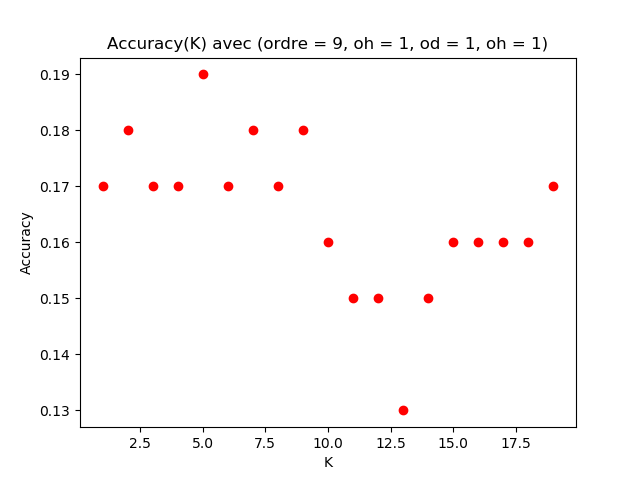 Accuracy(K) avec (ordre = 9, oh = 1, od = 1, oh = 1)
0.19
0.18
0.17
0.16
0.15
0.14
0.13
Accuracy
2.5 5.0 7.5 10.0 12.5 15.0 17.5
K